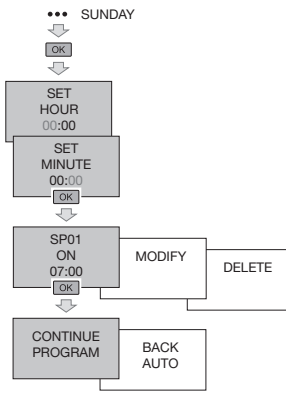 ••• SUNDAY
OK
SET
HOUR
00:00
SET
MINUTE
00:00
OK
SP01
ON
07:00
OK
MODIFY
DELETE
CONTINUE
PROGRAM
BACK
AUTO